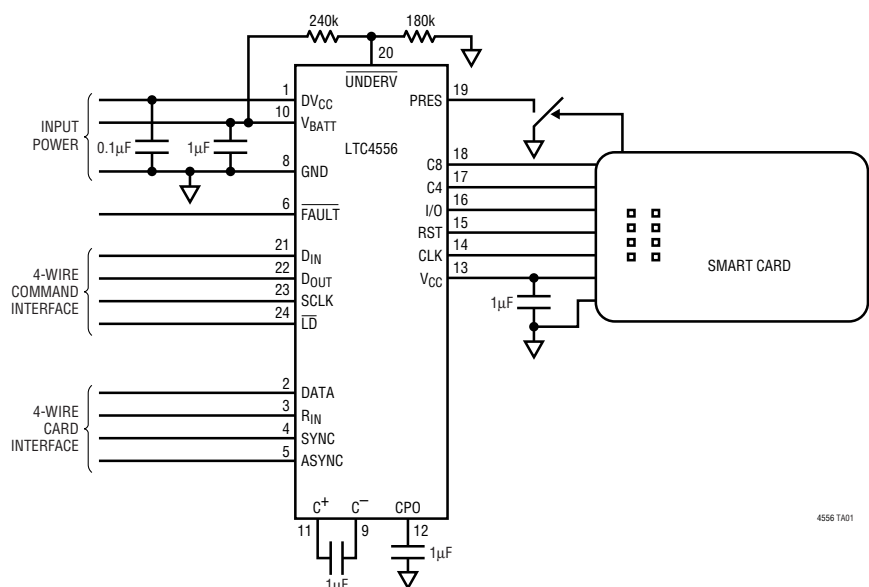 240k
180k
20
UNDERV
1
DVCC
10
VBATT
INPUT
POWER
0.1µF
1µF
8
GND
LTC4556
6
FAULT
21
DIN
22
DOUT
23
SCLK
24
LD
4-WIRE
COMMAND
INTERFACE
2
DATA
3
RIN
4
SYNC
5
ASYNC
4-WIRE
CARD
INTERFACE
C+
C–
CPO
11
9
12
1µF
1µF
19
PRES
18
C8
17
C4
16
I/O
15
RST
14
CLK
13
VCC
1µF
SMART CARD
4556 TA01